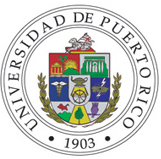 UNIVERSIDAD DE PUERTO RICO
• 1903 •